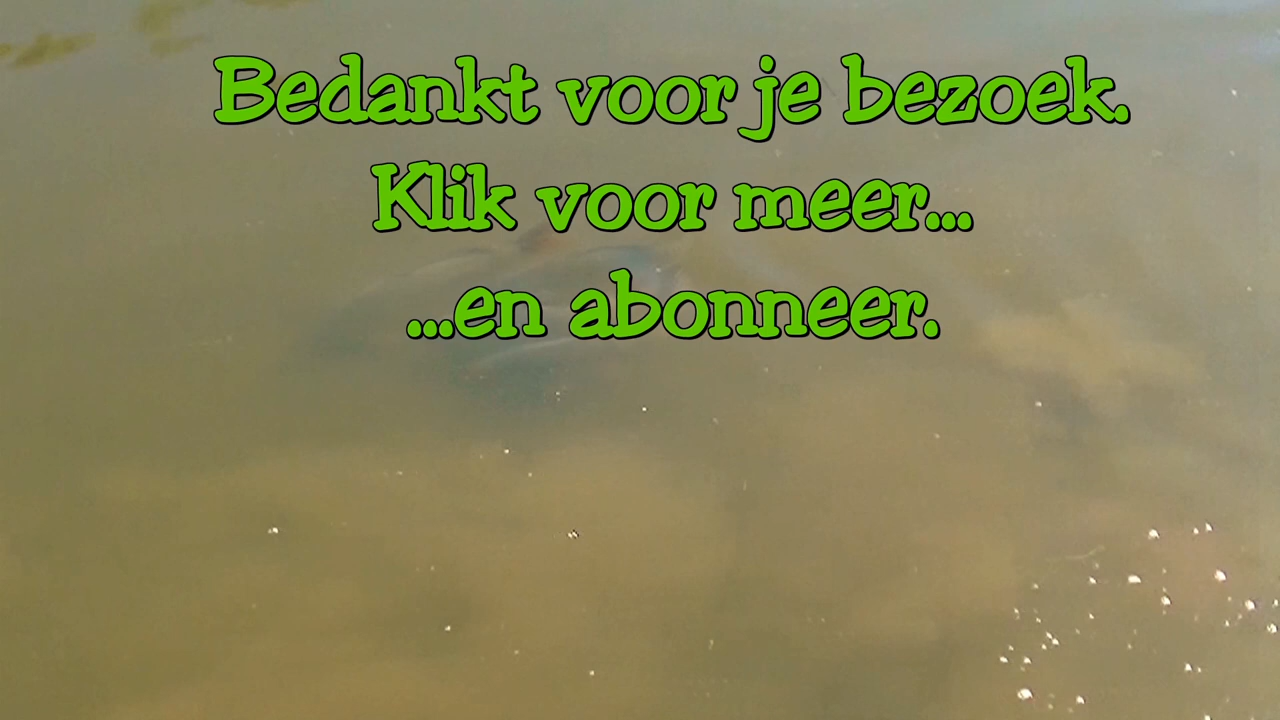 Bedankt voor je bezoek.
Klik voor meer...
...en abonneer.